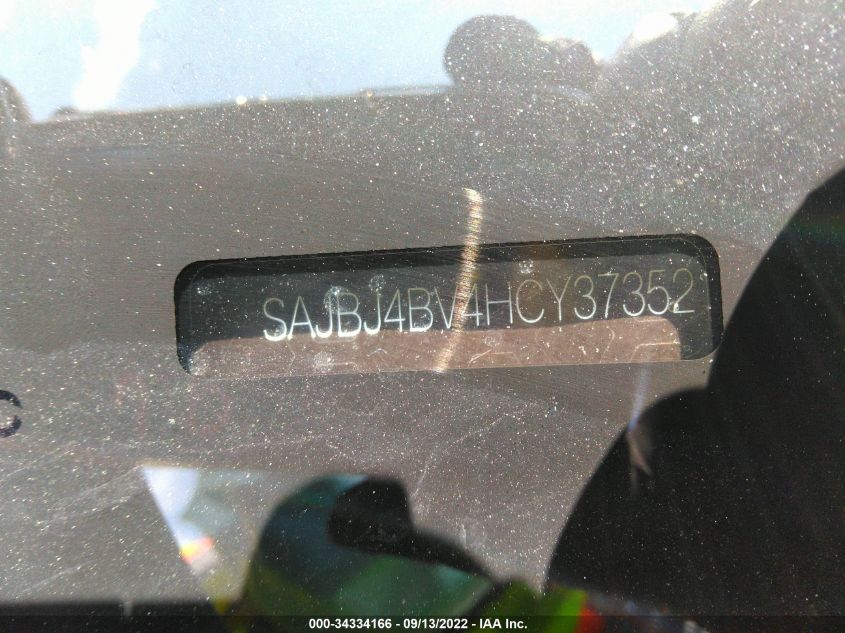 SAJBJ4BV4HCY37352
000-34334166 - 09/13/2022 - IAA Inc.